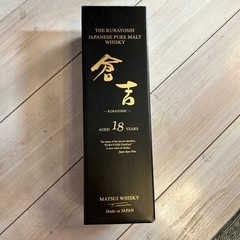 THE KURAYOSHI
JAPANESE PURE MALT
WHISKY
倉吉
KURAYOSHI
AGED 18 YEARS
MATSUI WHISKY
Made in JAPAN